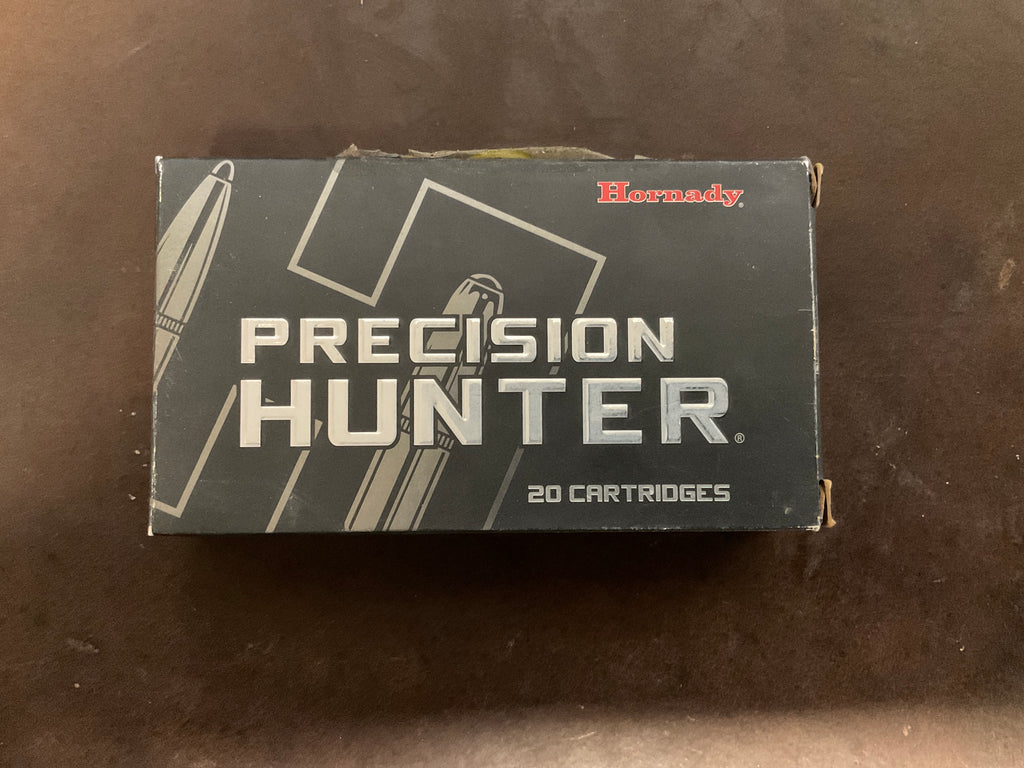 Hornady®
PRECISION
HUNTER®
20 CARTRIDGES